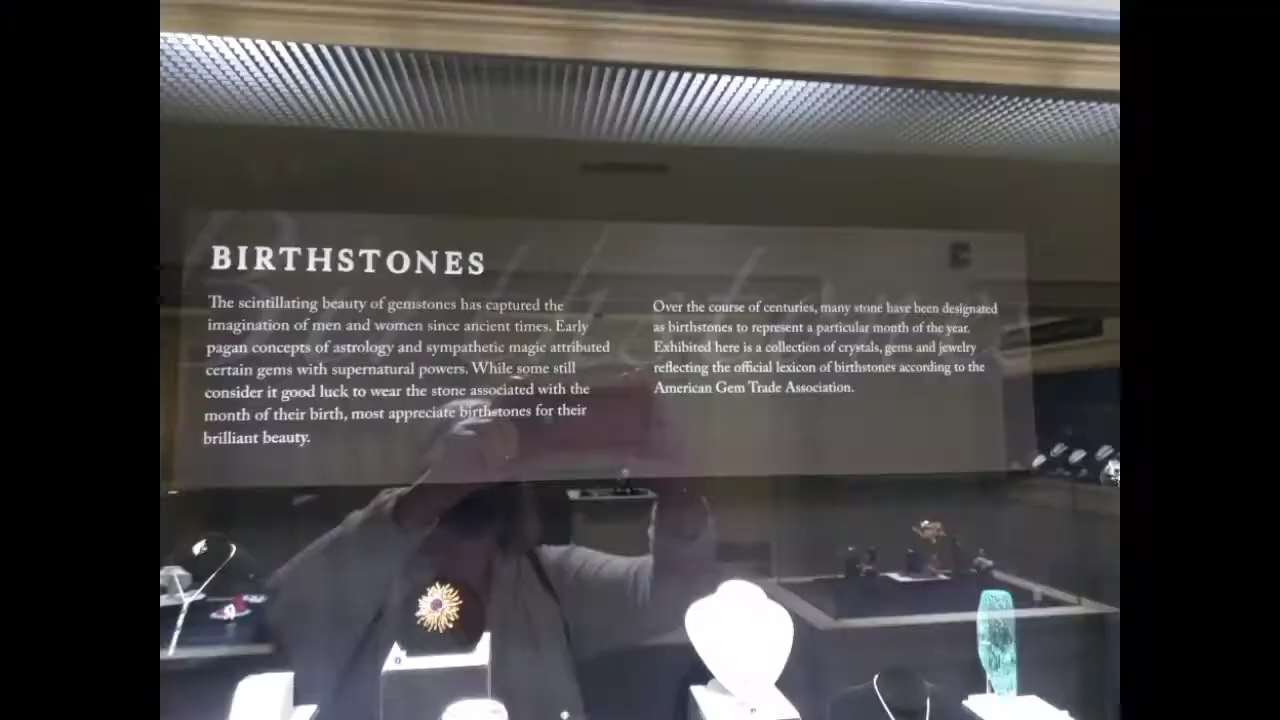 BIRTHSTONES
The scintillating beauty of gemstones has captured the
imagination of men and women since ancient times. Early
pagan concepts of astrology and sympathetic magic attributed
certain gems with supernatural powers. While some still
consider it good luck to wear the stone associated with the
month of their birth, most appreciate birthstones for their
brilliant beauty.
Over the course of centuries, many stone have been designated
as birthstones to represent a particular month of the year.
Exhibited here is a collection of crystals, gems and jewelry
reflecting the official lexicon of birthstones according to the
American Gem Trade Association.